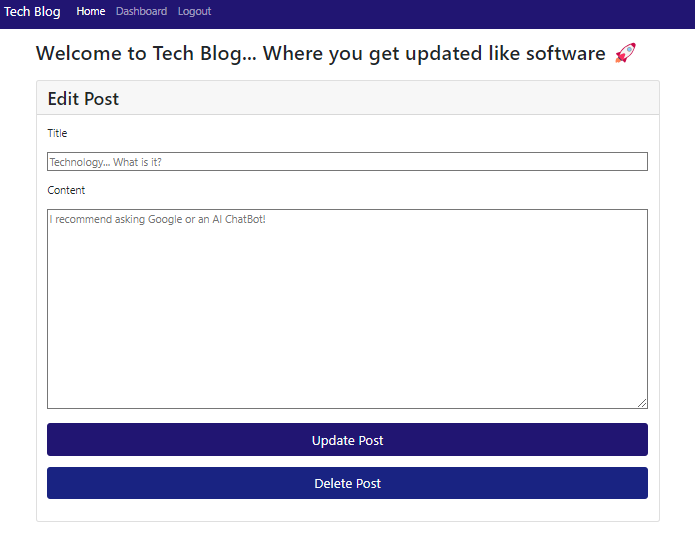 Tech Blog Home Dashboard Logout
Welcome to Tech Blog... Where you get updated like software 🚀
Edit Post
Title
Technology... What is it?
Content
I recommend asking Google or an AI ChatBot!
Update Post
Delete Post